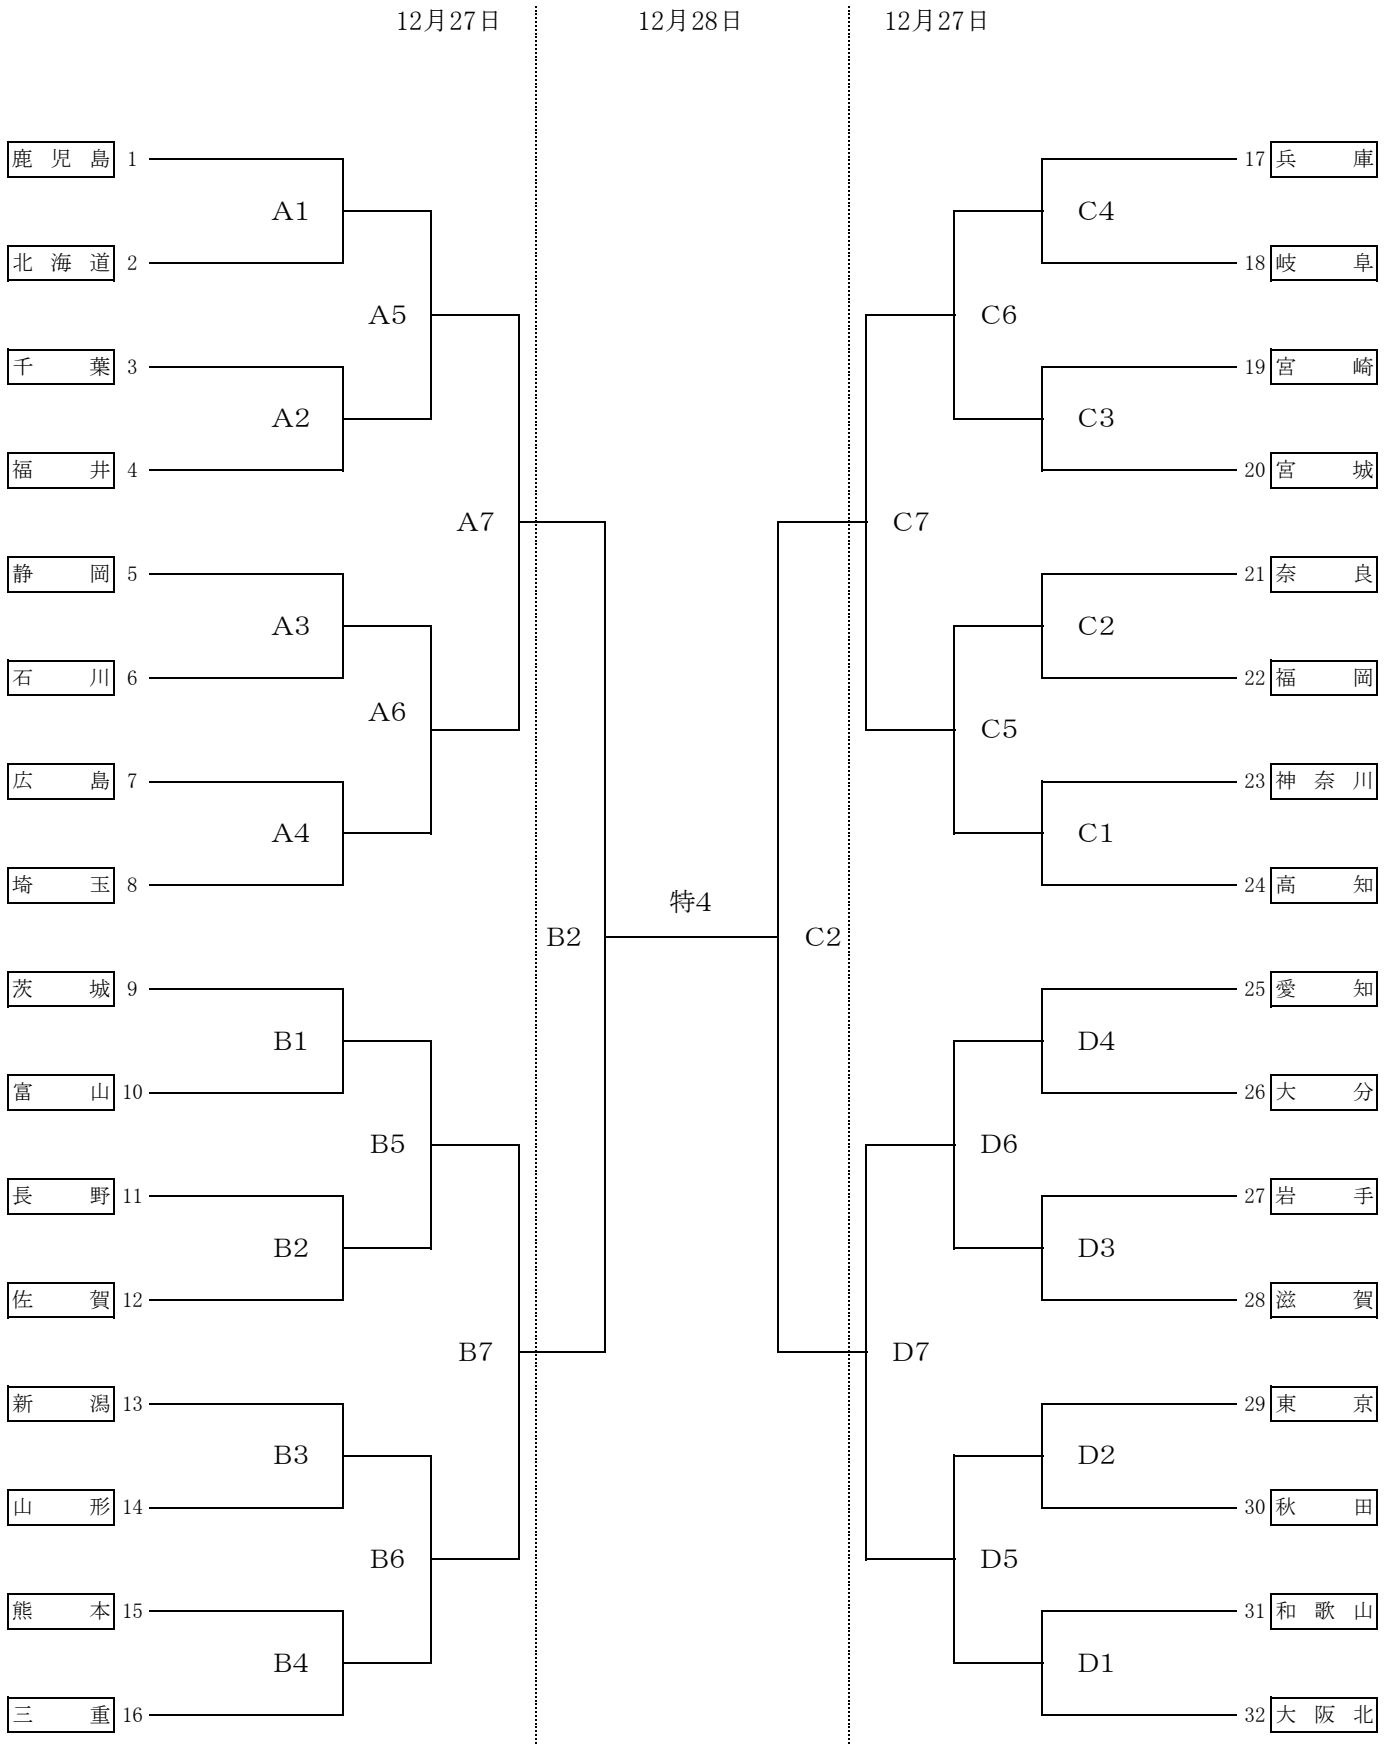 12月27日 12月28日 12月27日
鹿児島 1 17 兵庫
A1 C4
北海道 2 18 岐阜
A5 C6
千葉 3 19 宮崎
A2 C3
福井 4 20 宮城
A7 C7
静岡 5 21 奈良
A3 C2
石川 6 22 福岡
A6 C5
広島 7 23 神奈川
A4 C1
埼玉 8 24 高知
特4
B2 C2
茨城 9 25 愛知
B1 D4
富山 10 26 大分
B5 D6
長野 11 27 岩手
B2 D3
佐賀 12 28 滋賀
B7 D7
新潟 13 29 東京
B3 D2
山形 14 30 秋田
B6 D5
熊本 15 31 和歌山
B4 D1
三重 16 32 大阪北